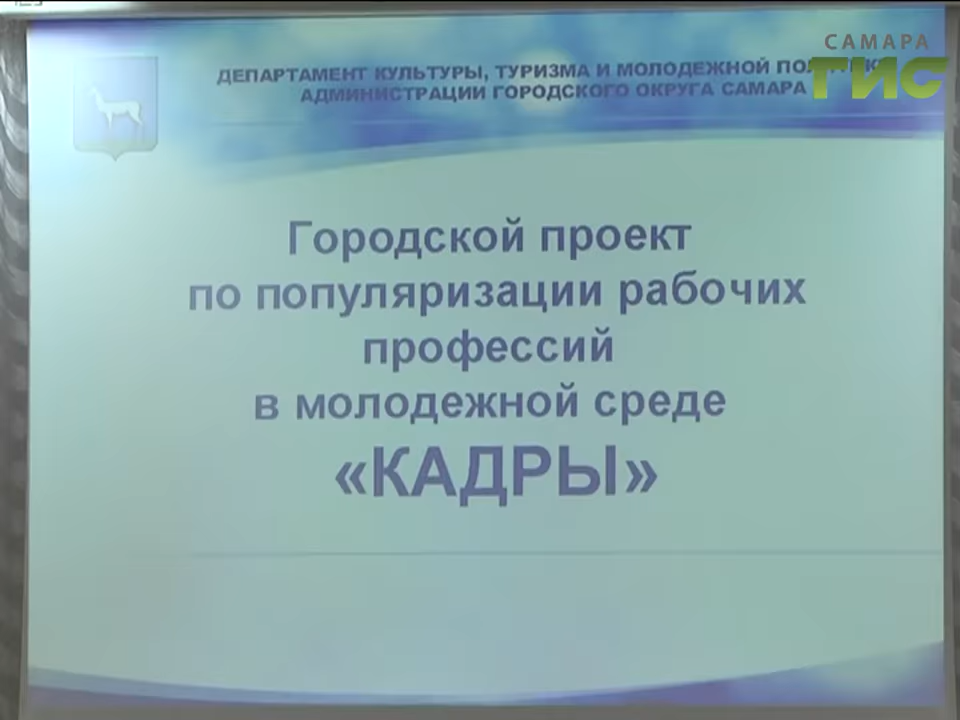 САМАРА
ГИС
ДЕПАРТАМЕНТ КУЛЬТУРЫ, ТУРИЗМА И МОЛОДЕЖНОЙ
АДМИНИСТРАЦИИ ГОРОДСКОГО ОКРУГА САМАРА
Городской проект
по популяризации рабочих
профессий
в молодежной среде
«КАДРЫ»